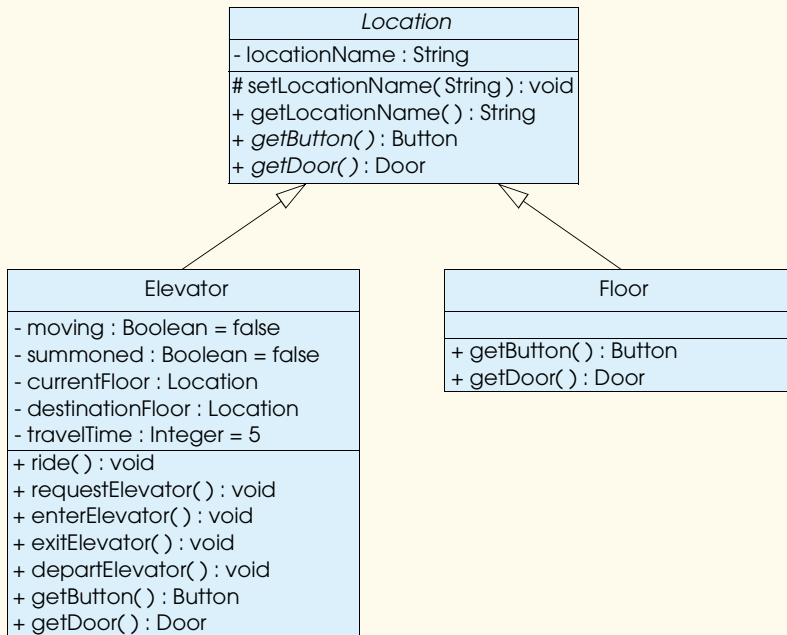 Location
- locationName : String
# setLocationName( String ) : void
+ getLocationName( ) : String
+ getButton( ) : Button
+ getDoor( ) : Door
Elevator
- moving : Boolean = false
- summoned : Boolean = false
- currentFloor : Location
- destinationFloor : Location
- travelTime : Integer = 5
+ ride( ) : void
+ requestElevator( ) : void
+ enterElevator( ) : void
+ exitElevator( ) : void
+ departElevator( ) : void
+ getButton( ) : Button
+ getDoor( ) : Door
Floor
+ getButton( ) : Button
+ getDoor( ) : Door